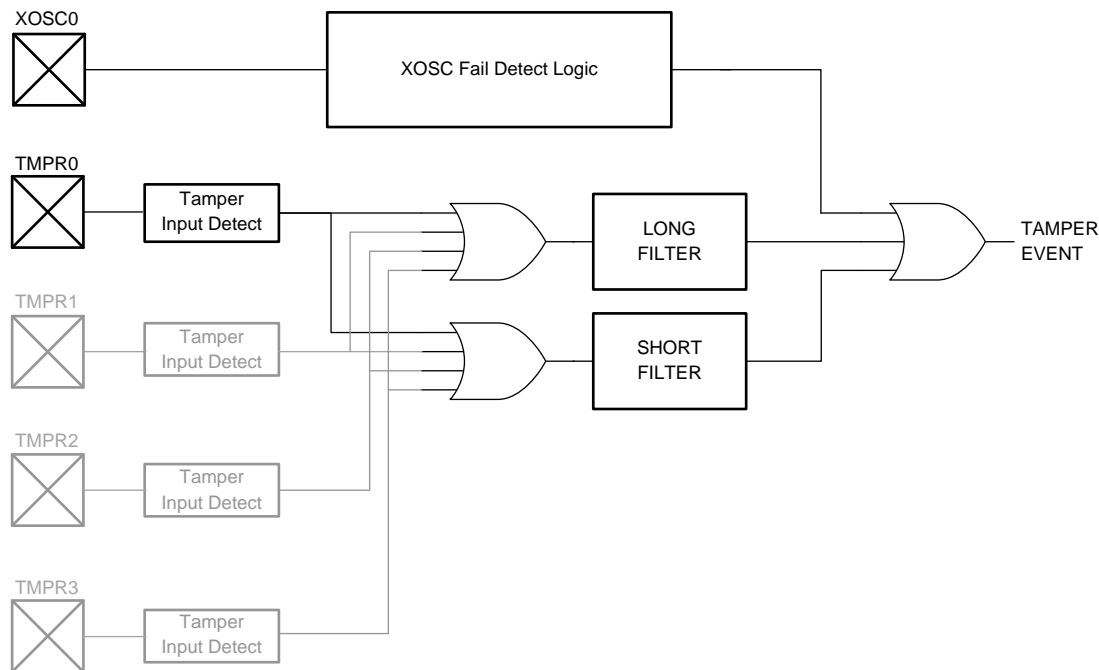 XOSC0
XOSC Fail Detect Logic
TMPR0
Tamper
Input Detect
LONG
FILTER
TAMPER
EVENT
TMPR1
Tamper
Input Detect
SHORT
FILTER
TMPR2
Tamper
Input Detect
TMPR3
Tamper
Input Detect